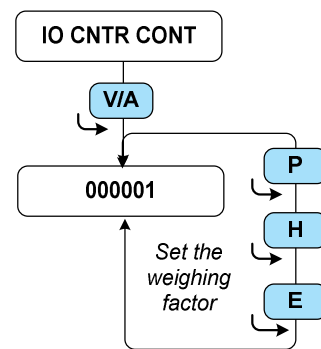 IO CNTR CONT
V/A
000001
P
H
E
Set the
weighing
factor